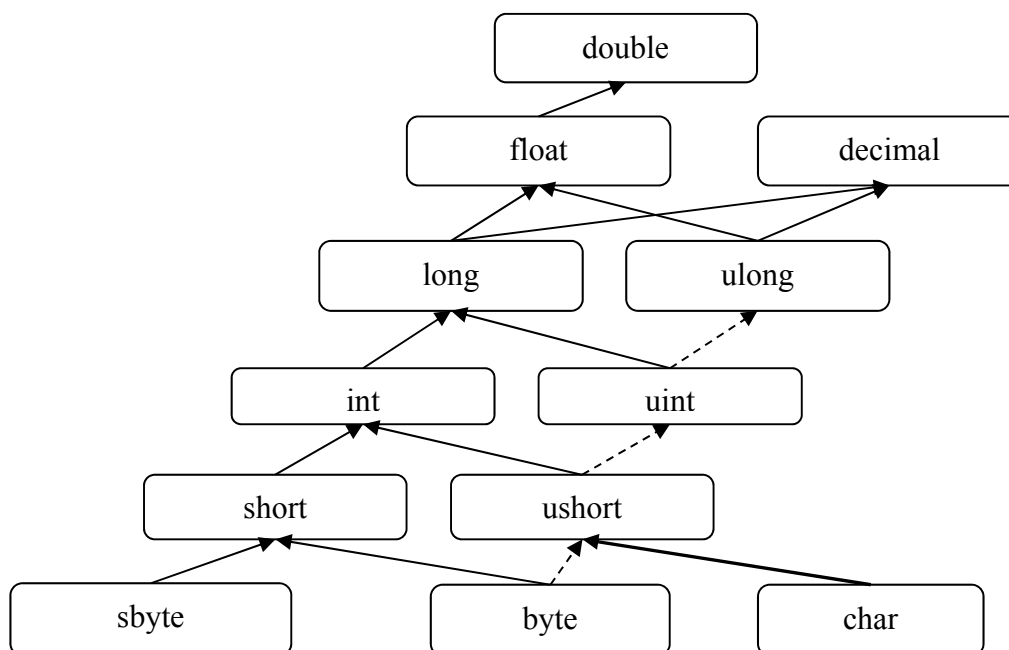 double
float
decimal
long
ulong
int
uint
short
ushort
sbyte
byte
char